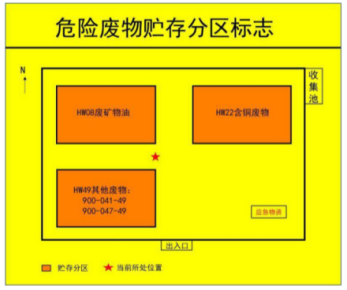 危险废物贮存分区标志
N
收集池
HW08废矿物油
HW22含铜废物
HW49其他废物:
900-041-49
900-047-49
应急物资
出入口
贮存分区
当前所处位置